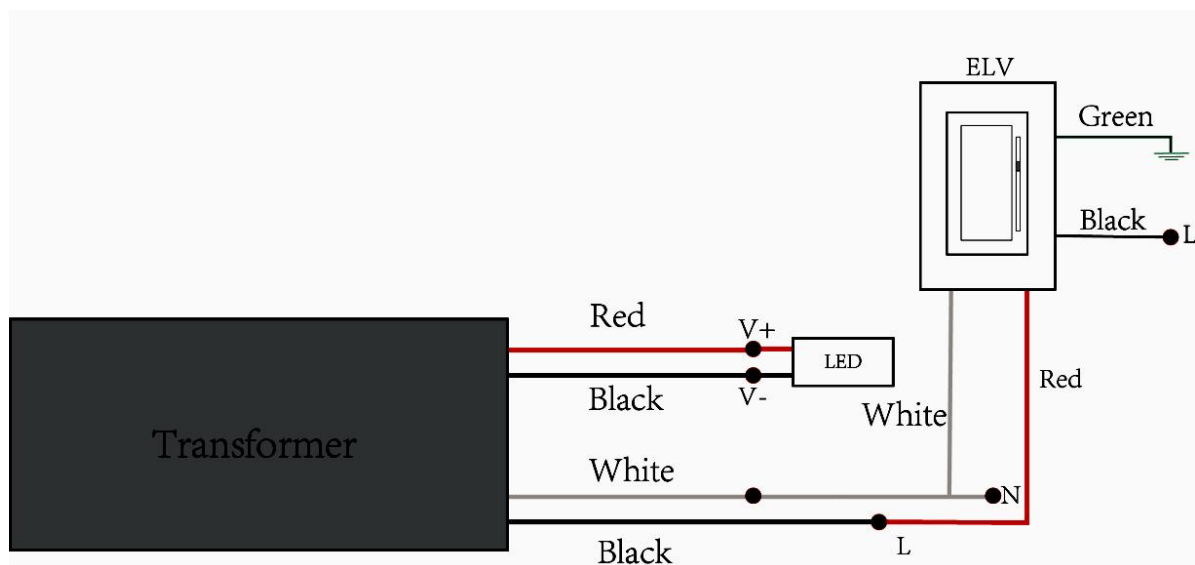 ELV
Green
Black
L
Red
V+
LED
Black
V-
Red
White
Transformer
White
N
Black
L